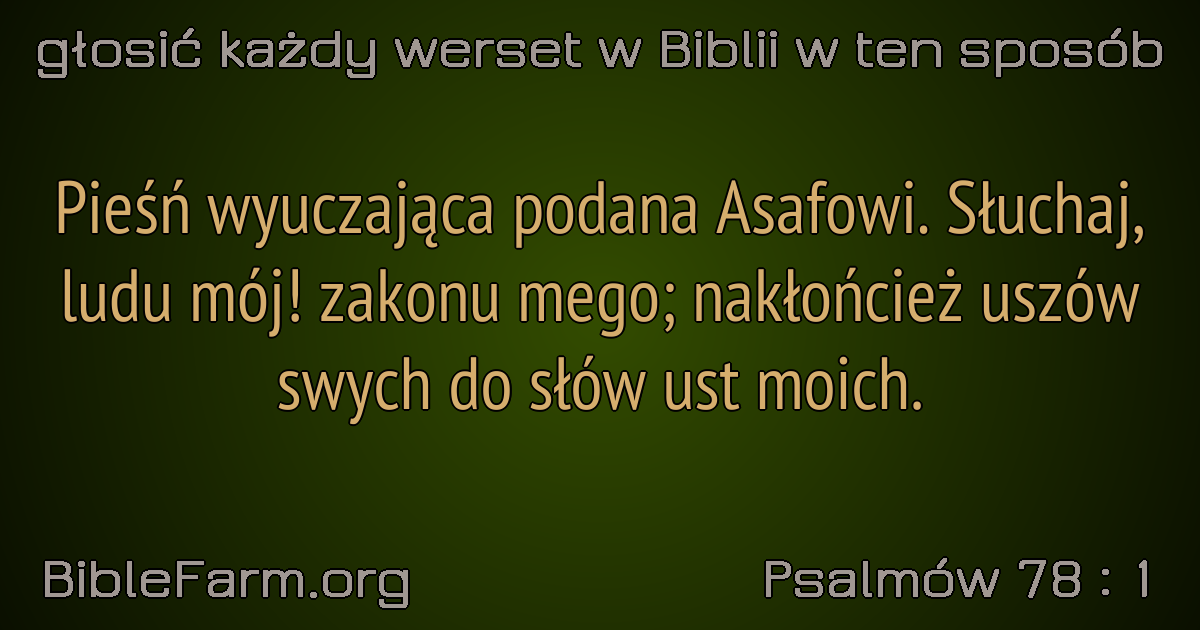 głosić każdy werset w Biblii w ten sposób
Pieśń wyuczająca podana Asafowi. Słuchaj,
ludu mój! zakonu mego; nakłońcież uszów
swych do słów ust moich.
BibleFarm.org
Psalmów 78 : 1